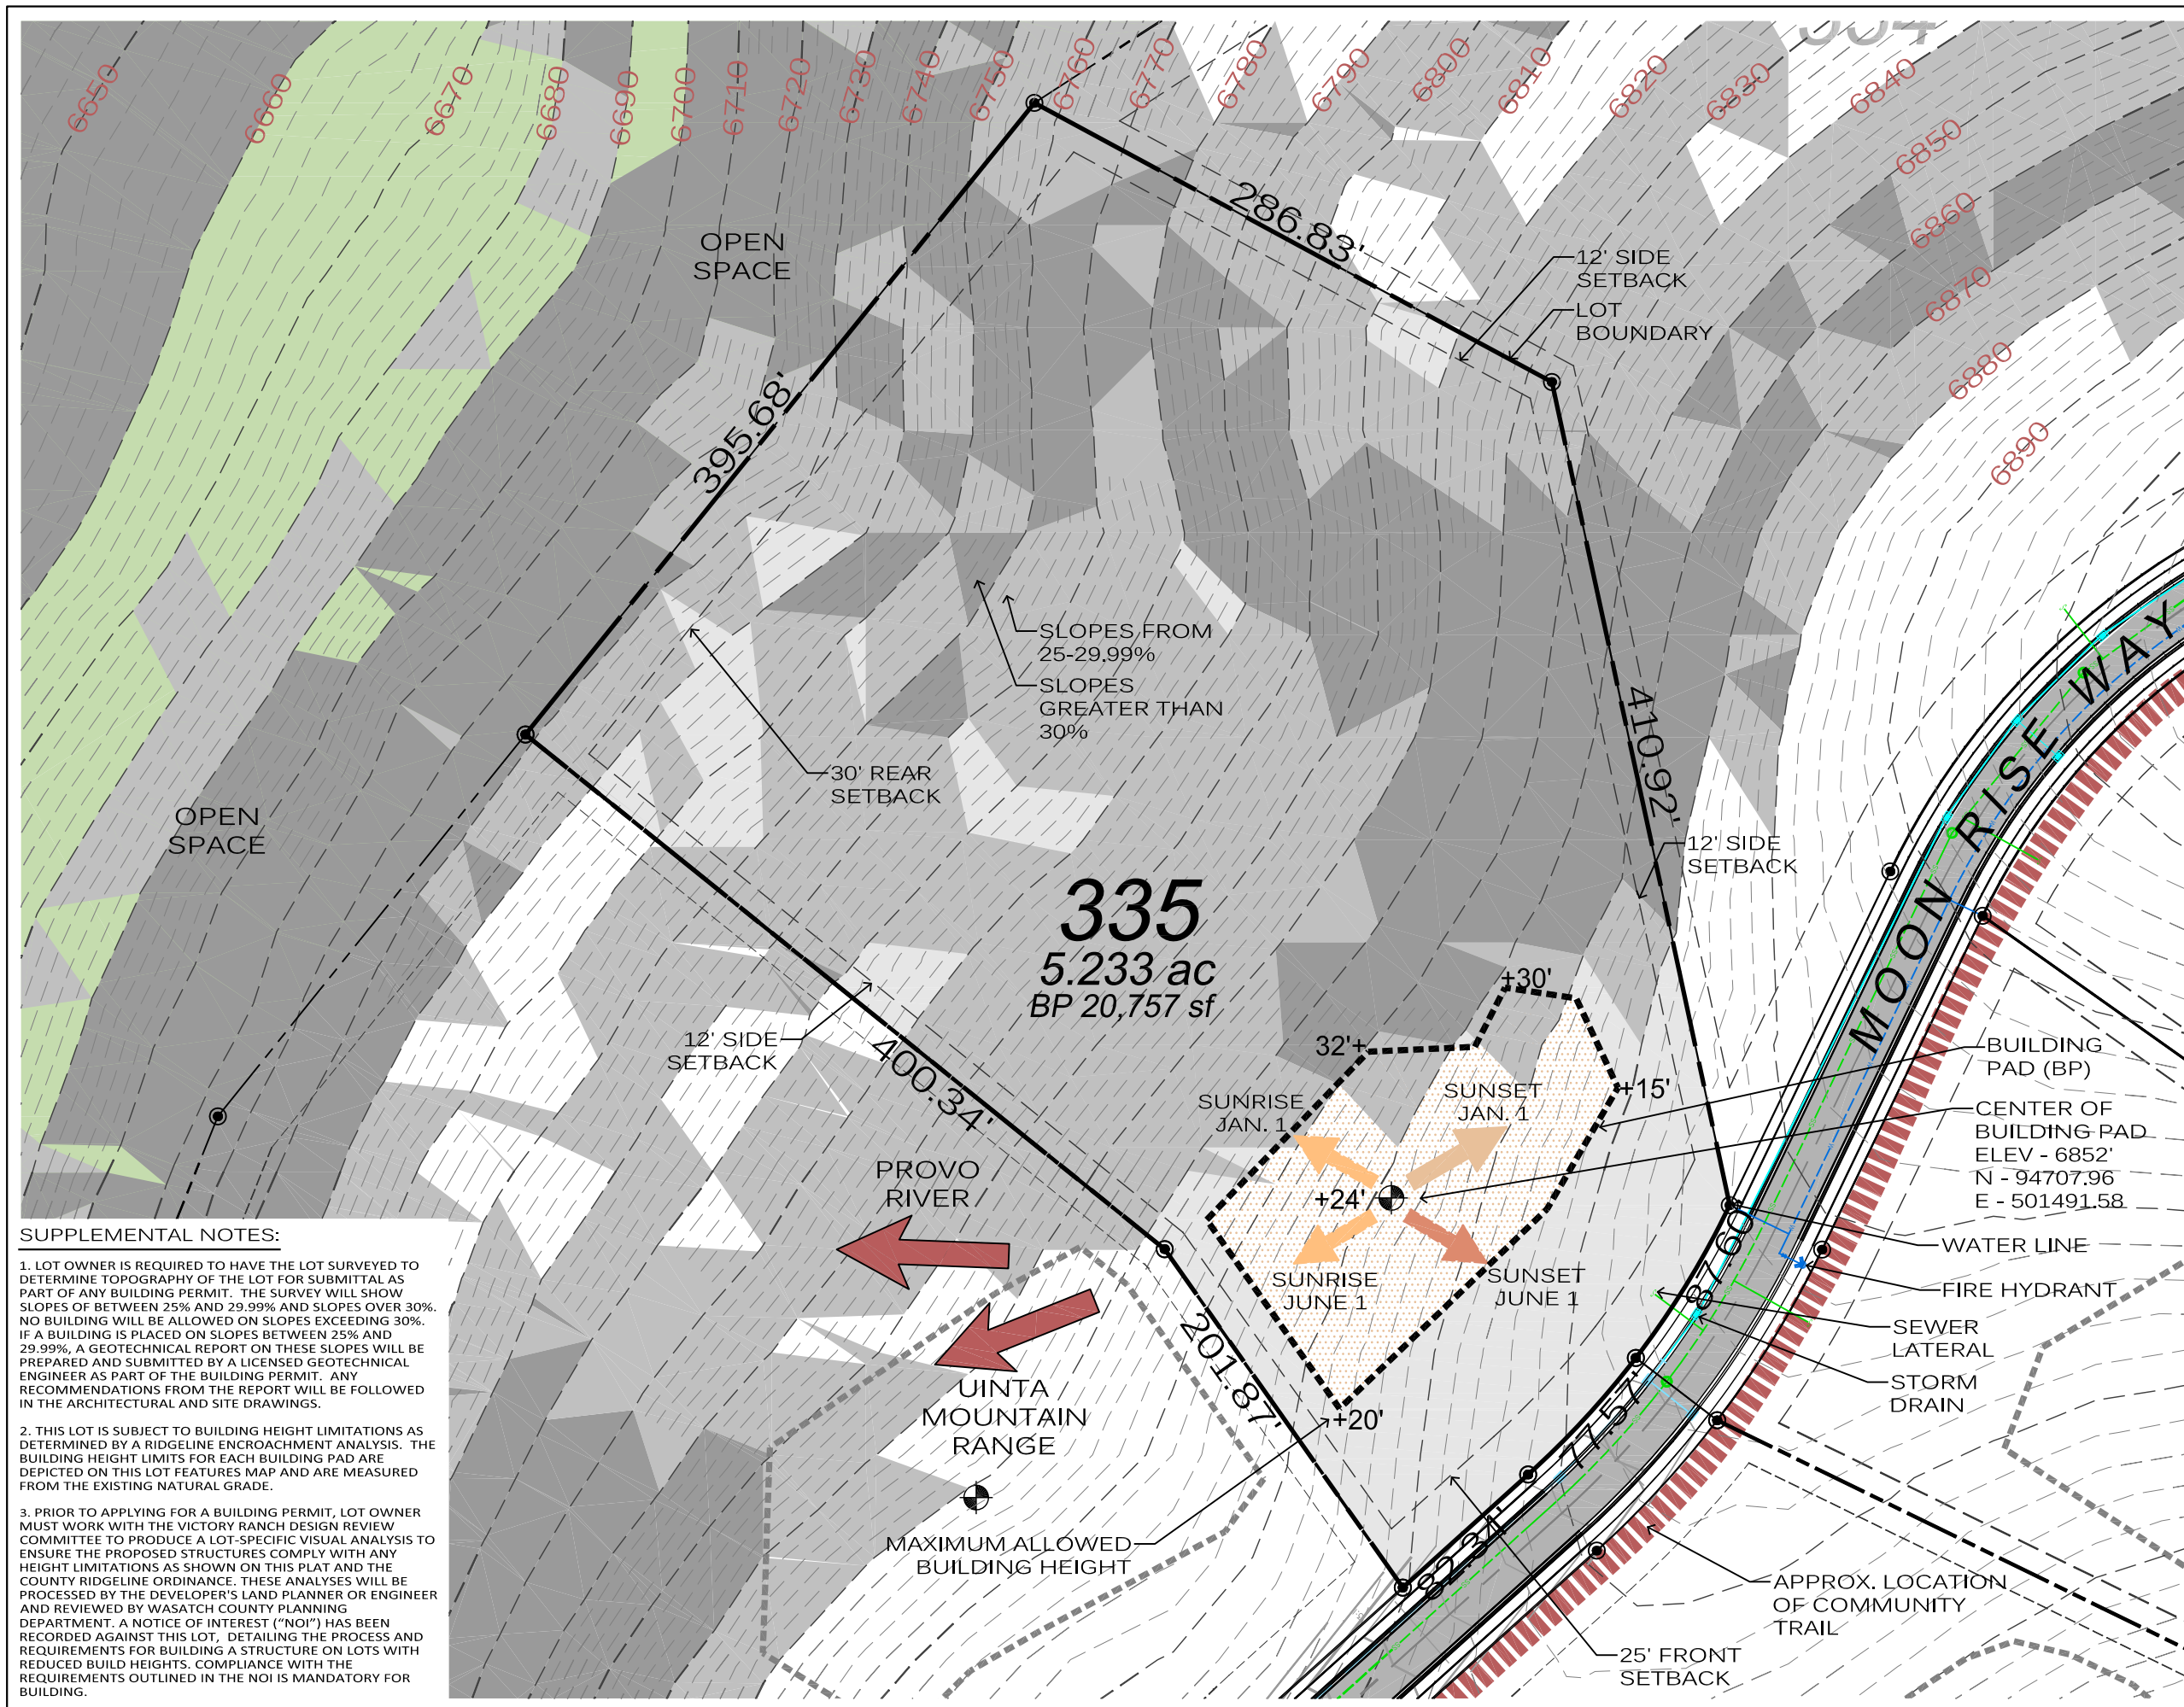 334
6650
6660
6670
6680
6690
6700
6710
6720
6730
6740
6750
6760
6770
6780
6790
6800
6810
6820
6830
6840
6850
6860
6870
6880
6890
OPEN
SPACE
286.83'
12' SIDE
SETBACK
LOT
BOUNDARY
395.68'
SLOPES FROM
25-29.99%
SLOPES
GREATER THAN
30%
410.92'
MOON RISE WAY
30' REAR
SETBACK
OPEN
SPACE
12' SIDE
SETBACK
335
5.233 ac
BP 20,757 sf
12' SIDE
SETBACK
400.34'
+30'
32'+
+15'
SUNRISE
JAN. 1
SUNSET
JAN. 1
+24'
SUNRISE
JUNE 1
SUNSET
JUNE 1
+20'
BUILDING
PAD (BP)
CENTER OF
BUILDING PAD
ELEV - 6852'
N - 94707.96
E - 501491.58
WATER LINE
FIRE HYDRANT
SEWER
LATERAL
STORM
DRAIN
PROVO
RIVER
UINTA
MOUNTAIN
RANGE
201.87'
87.60'
77.57'
MAXIMUM ALLOWED
BUILDING HEIGHT
APPROX. LOCATION
OF COMMUNITY
TRAIL
25' FRONT
SETBACK
SUPPLEMENTAL NOTES:
1. LOT OWNER IS REQUIRED TO HAVE THE LOT SURVEYED TO
DETERMINE TOPOGRAPHY OF THE LOT FOR SUBMITTAL AS
PART OF ANY BUILDING PERMIT. THE SURVEY WILL SHOW
SLOPES OF BETWEEN 25% AND 29.99% AND SLOPES OVER 30%.
NO BUILDING WILL BE ALLOWED ON SLOPES EXCEEDING 30%.
IF A BUILDING IS PLACED ON SLOPES BETWEEN 25% AND
29.99%, A GEOTECHNICAL REPORT ON THESE SLOPES WILL BE
PREPARED AND SUBMITTED BY A LICENSED GEOTECHNICAL
ENGINEER AS PART OF THE BUILDING PERMIT. ANY
RECOMMENDATIONS FROM THE REPORT WILL BE FOLLOWED
IN THE ARCHITECTURAL AND SITE DRAWINGS.
2. THIS LOT IS SUBJECT TO BUILDING HEIGHT LIMITATIONS AS
DETERMINED BY A RIDGELINE ENCROACHMENT ANALYSIS. THE
BUILDING HEIGHT LIMITS FOR EACH BUILDING PAD ARE
DEPICTED ON THIS LOT FEATURES MAP AND ARE MEASURED
FROM THE EXISTING NATURAL GRADE.
3. PRIOR TO APPLYING FOR A BUILDING PERMIT, LOT OWNER
MUST WORK WITH THE VICTORY RANCH DESIGN REVIEW
COMMITTEE TO PRODUCE A LOT-SPECIFIC VISUAL ANALYSIS TO
ENSURE THE PROPOSED STRUCTURES COMPLY WITH ANY
HEIGHT LIMITATIONS AS SHOWN ON THIS PLAT AND THE
COUNTY RIDGELINE ORDINANCE. THESE ANALYSES WILL BE
PROCESSED BY THE DEVELOPER'S LAND PLANNER OR ENGINEER
AND REVIEWED BY WASATCH COUNTY PLANNING
DEPARTMENT. A NOTICE OF INTEREST ("NOI") HAS BEEN
RECORDED AGAINST THIS LOT, DETAILING THE PROCESS AND
REQUIREMENTS FOR BUILDING A STRUCTURE ON LOTS WITH
REDUCED BUILD HEIGHTS. COMPLIANCE WITH THE
REQUIREMENTS OUTLINED IN THE NOI IS MANDATORY FOR
BUILDING.